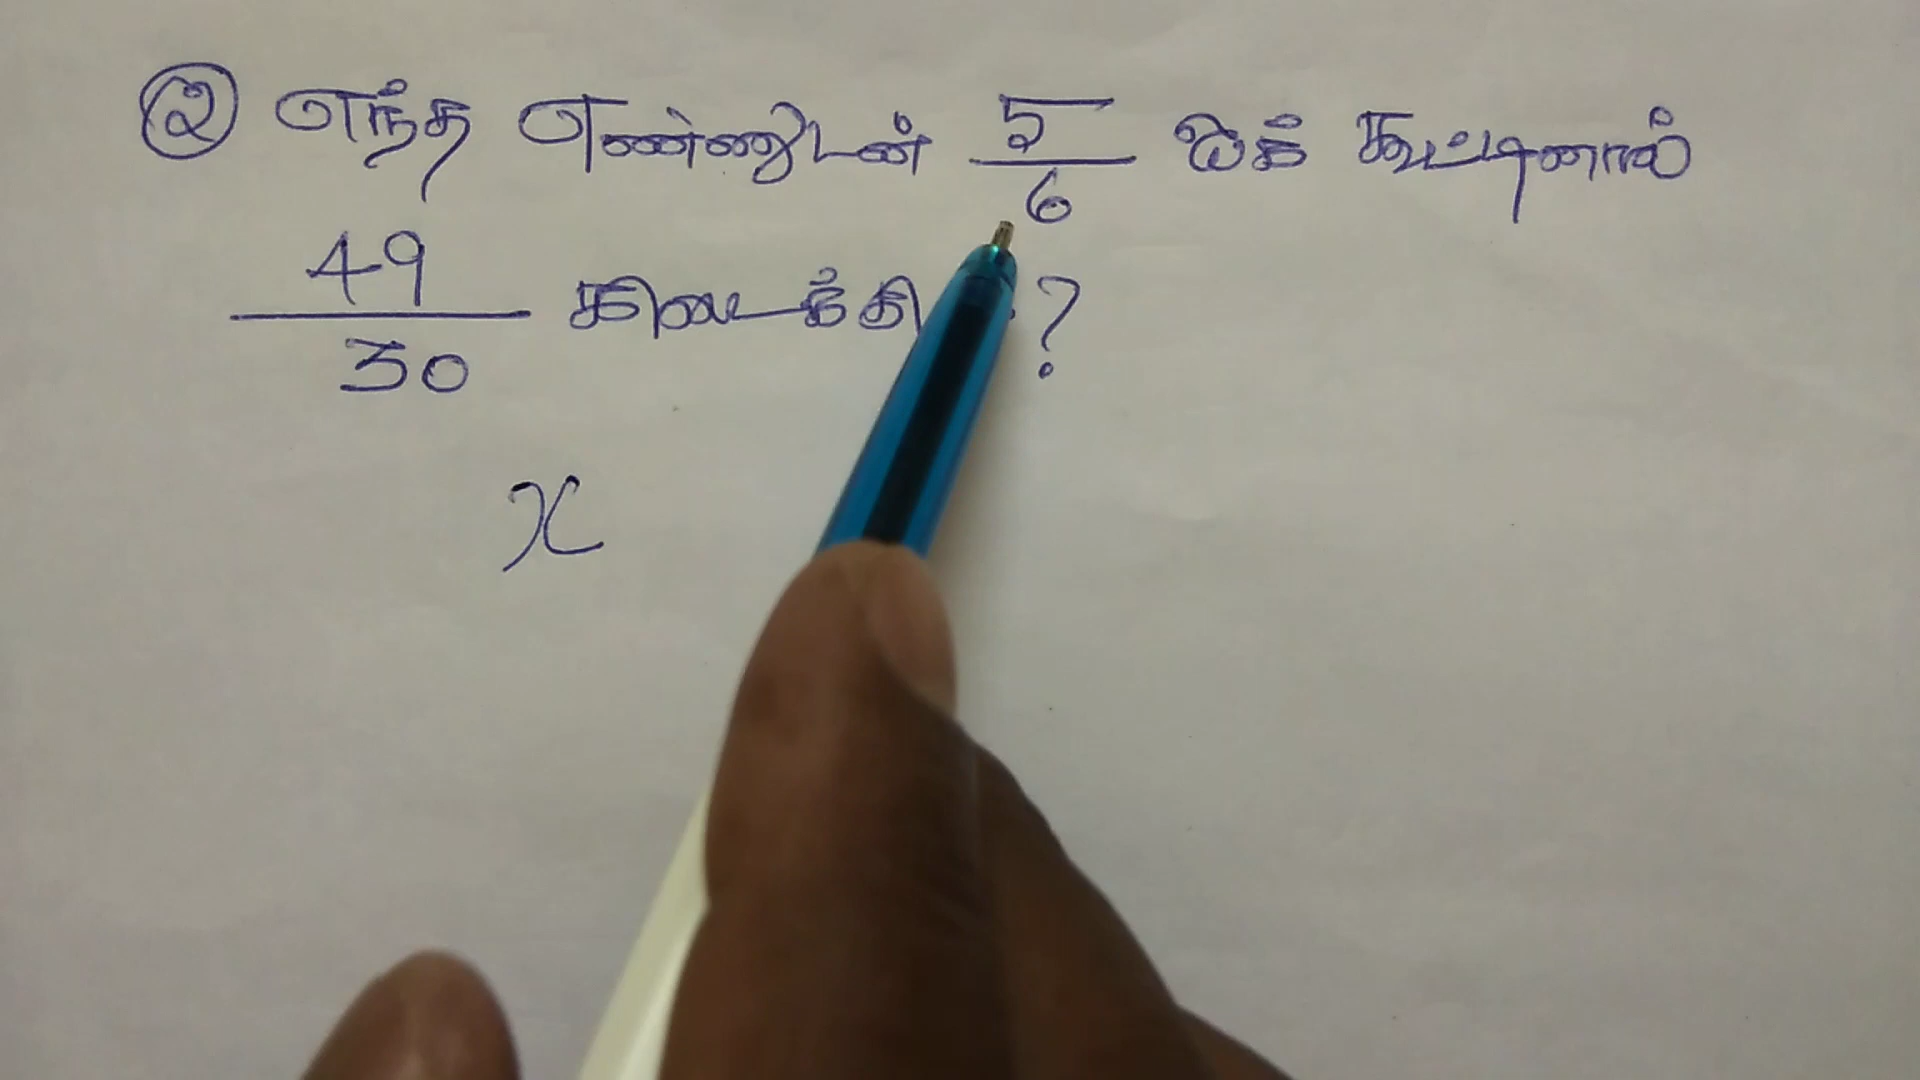 ② எந்த எண்ணுடன் 5/6 ஐக் கூட்டினால்
49/30 ?
x